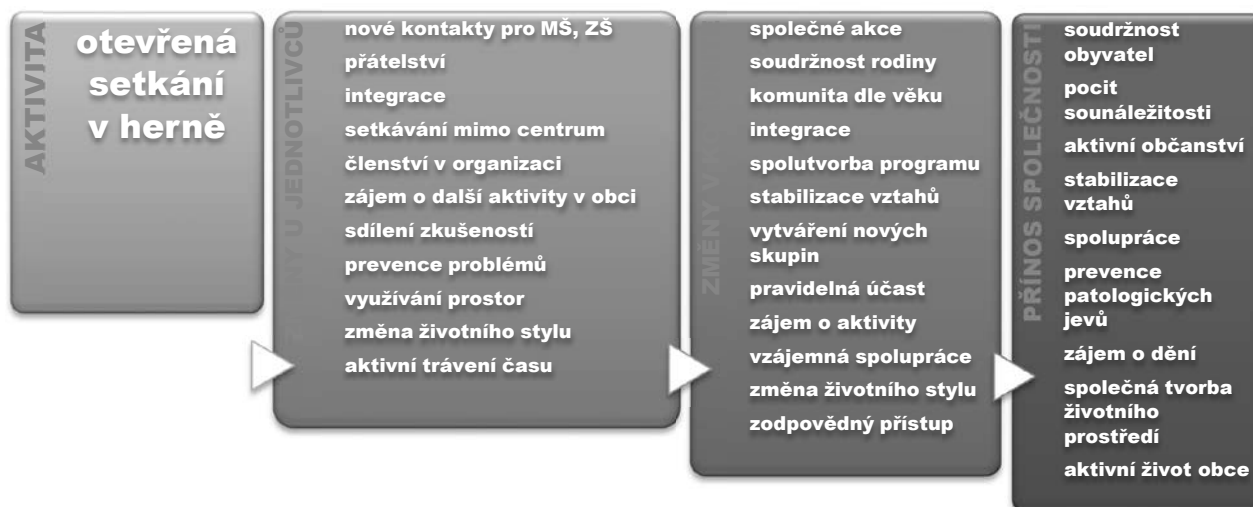 AKTIVITA
otevřená
setkání
v herně
NY U JEDNOTLIVCŮ
nové kontakty pro MŠ, ZŠ
přátelství
integrace
setkávání mimo centrum
členství v organizaci
zájem o další aktivity v obci
sdílení zkušeností
prevence problémů
využívání prostor
změna životního stylu
aktivní trávení času
ZMĚNY V
společné akce
soudržnost rodiny
komunita dle věku
integrace
spolutvorba programu
stabilizace vztahů
vytváření nových
skupin
pravidelná účast
zájem o aktivity
vzájemná spolupráce
změna životního stylu
zodpovědný přístup
PŘÍNOS SPOLEČNOSTI
soudržnost
obyvatel
pocit
sounáležitosti
aktivní občanství
stabilizace
vztahů
spolupráce
prevence
patologických
jevů
zájem o dění
společná tvorba
životního
prostředí
aktivní život obce